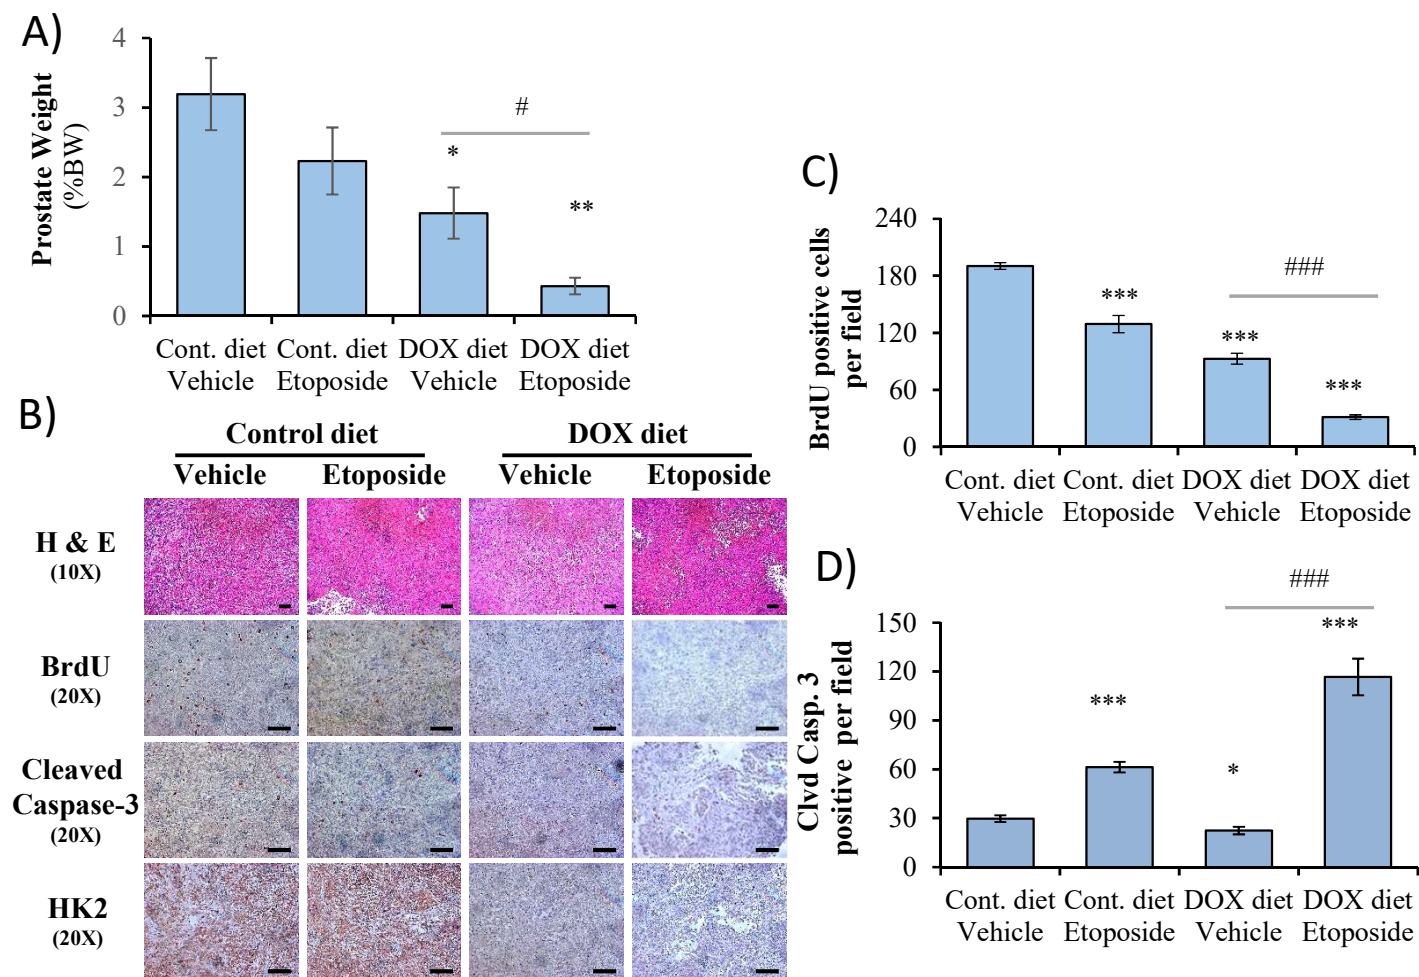 A)
Prostate Weight
(%BW)
4
3
2
1
0
#
*
**
Cont. diet
Vehicle
Cont. diet
Etoposide
DOX diet
Vehicle
DOX diet
Etoposide
B)
Control diet
DOX diet
Vehicle
Etoposide
Vehicle
Etoposide
H & E
(10X)
BrdU
(20X)
Cleaved
Caspase-3
(20X)
HK2
(20X)
C)
BrdU positive cells
per field
240
180
120
60
0
###
***
***
***
Cont. diet
Vehicle
Cont. diet
Etoposide
DOX diet
Vehicle
DOX diet
Etoposide
D)
Clvd Casp. 3
positive per field
150
120
90
60
30
0
###
***
***
*
Cont. diet
Vehicle
Cont. diet
Etoposide
DOX diet
Vehicle
DOX diet
Etoposide